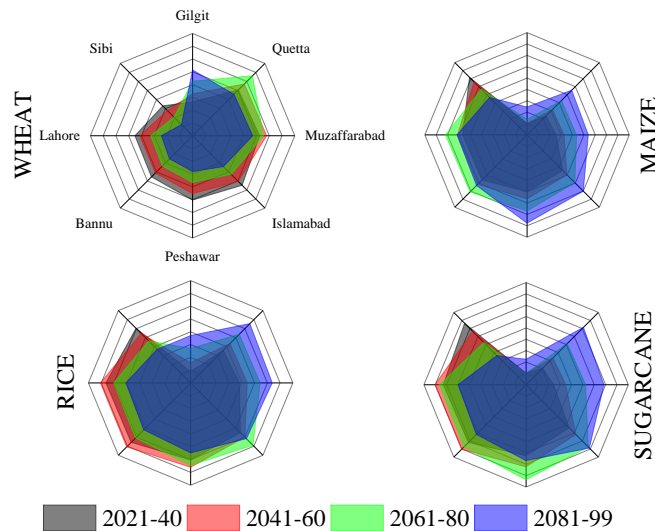 Gilgit
Sibi
Quetta
Lahore
Muzaffarabad
Bannu
Islamabad
Peshawar
WHEAT
MAIZE
RICE
SUGARCANE
2021-40 2041-60 2061-80 2081-99